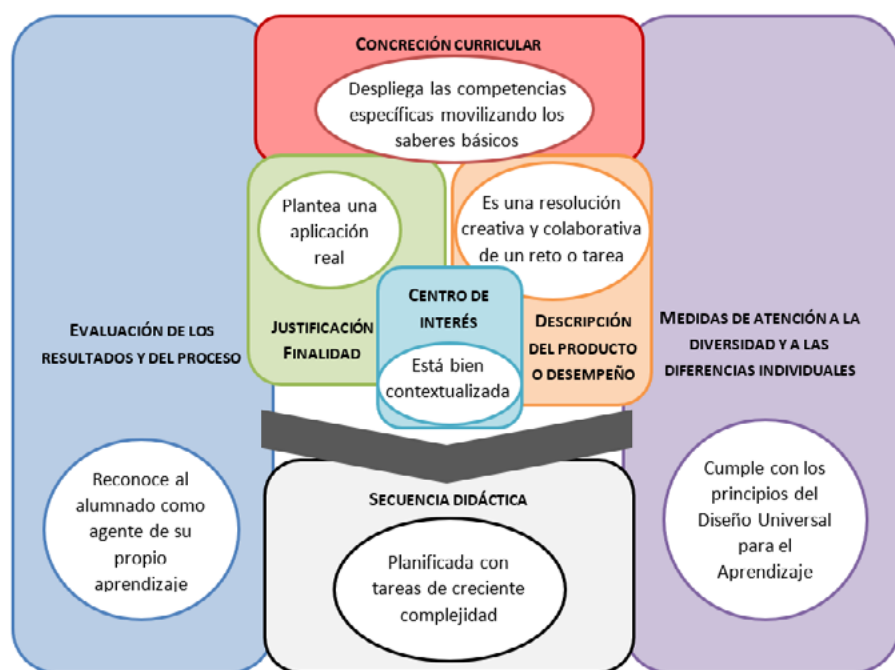 CONCRECIÓN CURRICULAR
Despliega las competencias
específicas movilizando los
saberes básicos
Plantea una
aplicación
real
JUSTIFICACIÓN
FINALIDAD
Es una resolución
creativa y colaborativa
de un reto o tarea
DESCRIPCIÓN
DEL PRODUCTO
O DESEMPEÑO
CENTRO DE
INTERÉS
Está bien
contextualizada
EVALUACIÓN DE LOS
RESULTADOS Y DEL PROCESO
Reconoce al
alumnado como
agente de su
propio
aprendizaje
MEDIDAS DE ATENCIÓN A LA
DIVERSIDAD Y A LAS
DIFERENCIAS INDIVIDUALES
Cumple con los
principios del
Diseño Universal
para el
Aprendizaje
SECUENCIA DIDÁCTICA
Planificada con
tareas de creciente
complejidad